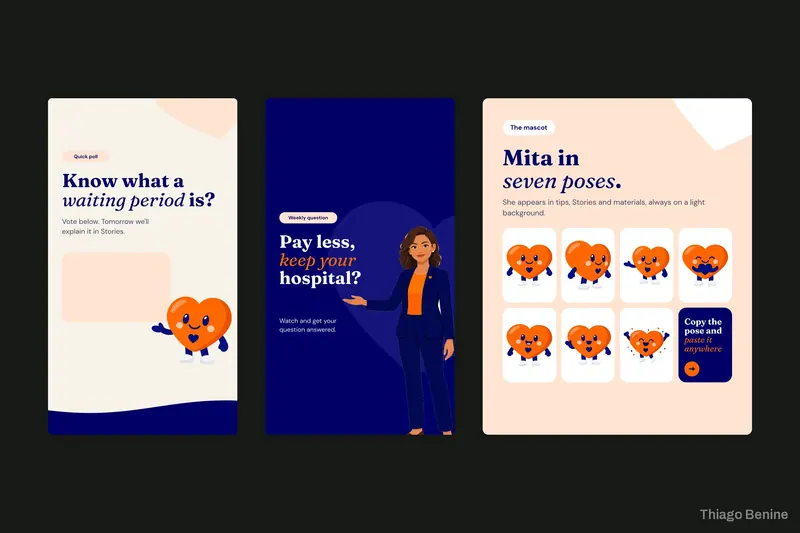 Quick poll
Know what a
waiting period is?
Vote below. Tomorrow we'll
explain it in Stories.
Weekly question
Pay less,
keep your
hospital?
Watch and get your
question answered.
The mascot
Mita in
seven poses.
She appears in tips, Stories and materials, always on a light
background.
Copy the
pose and
paste it
anywhere
Thiago Benine